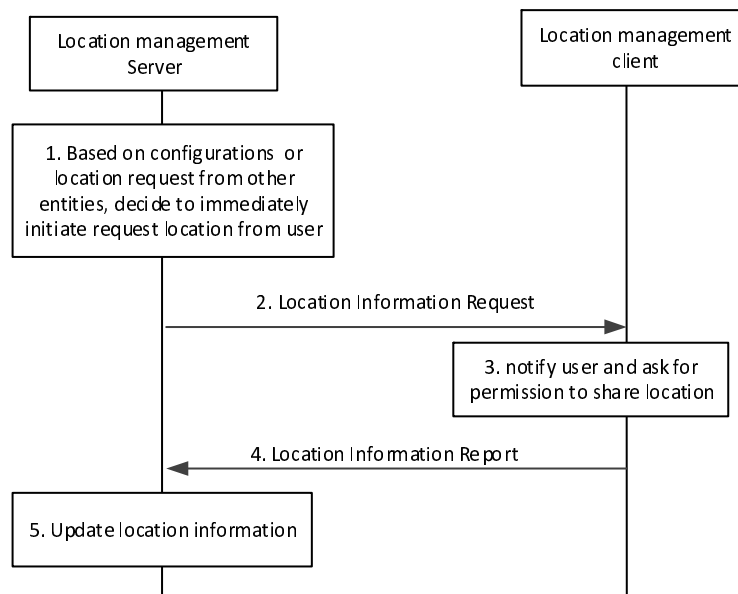 Location management
Server
Location management
client
1. Based on configurations or
location request from other
entities, decide to immediately
initiate request location from user
2. Location Information Request
3. notify user and ask for
permission to share location
4. Location Information Report
5. Update location information